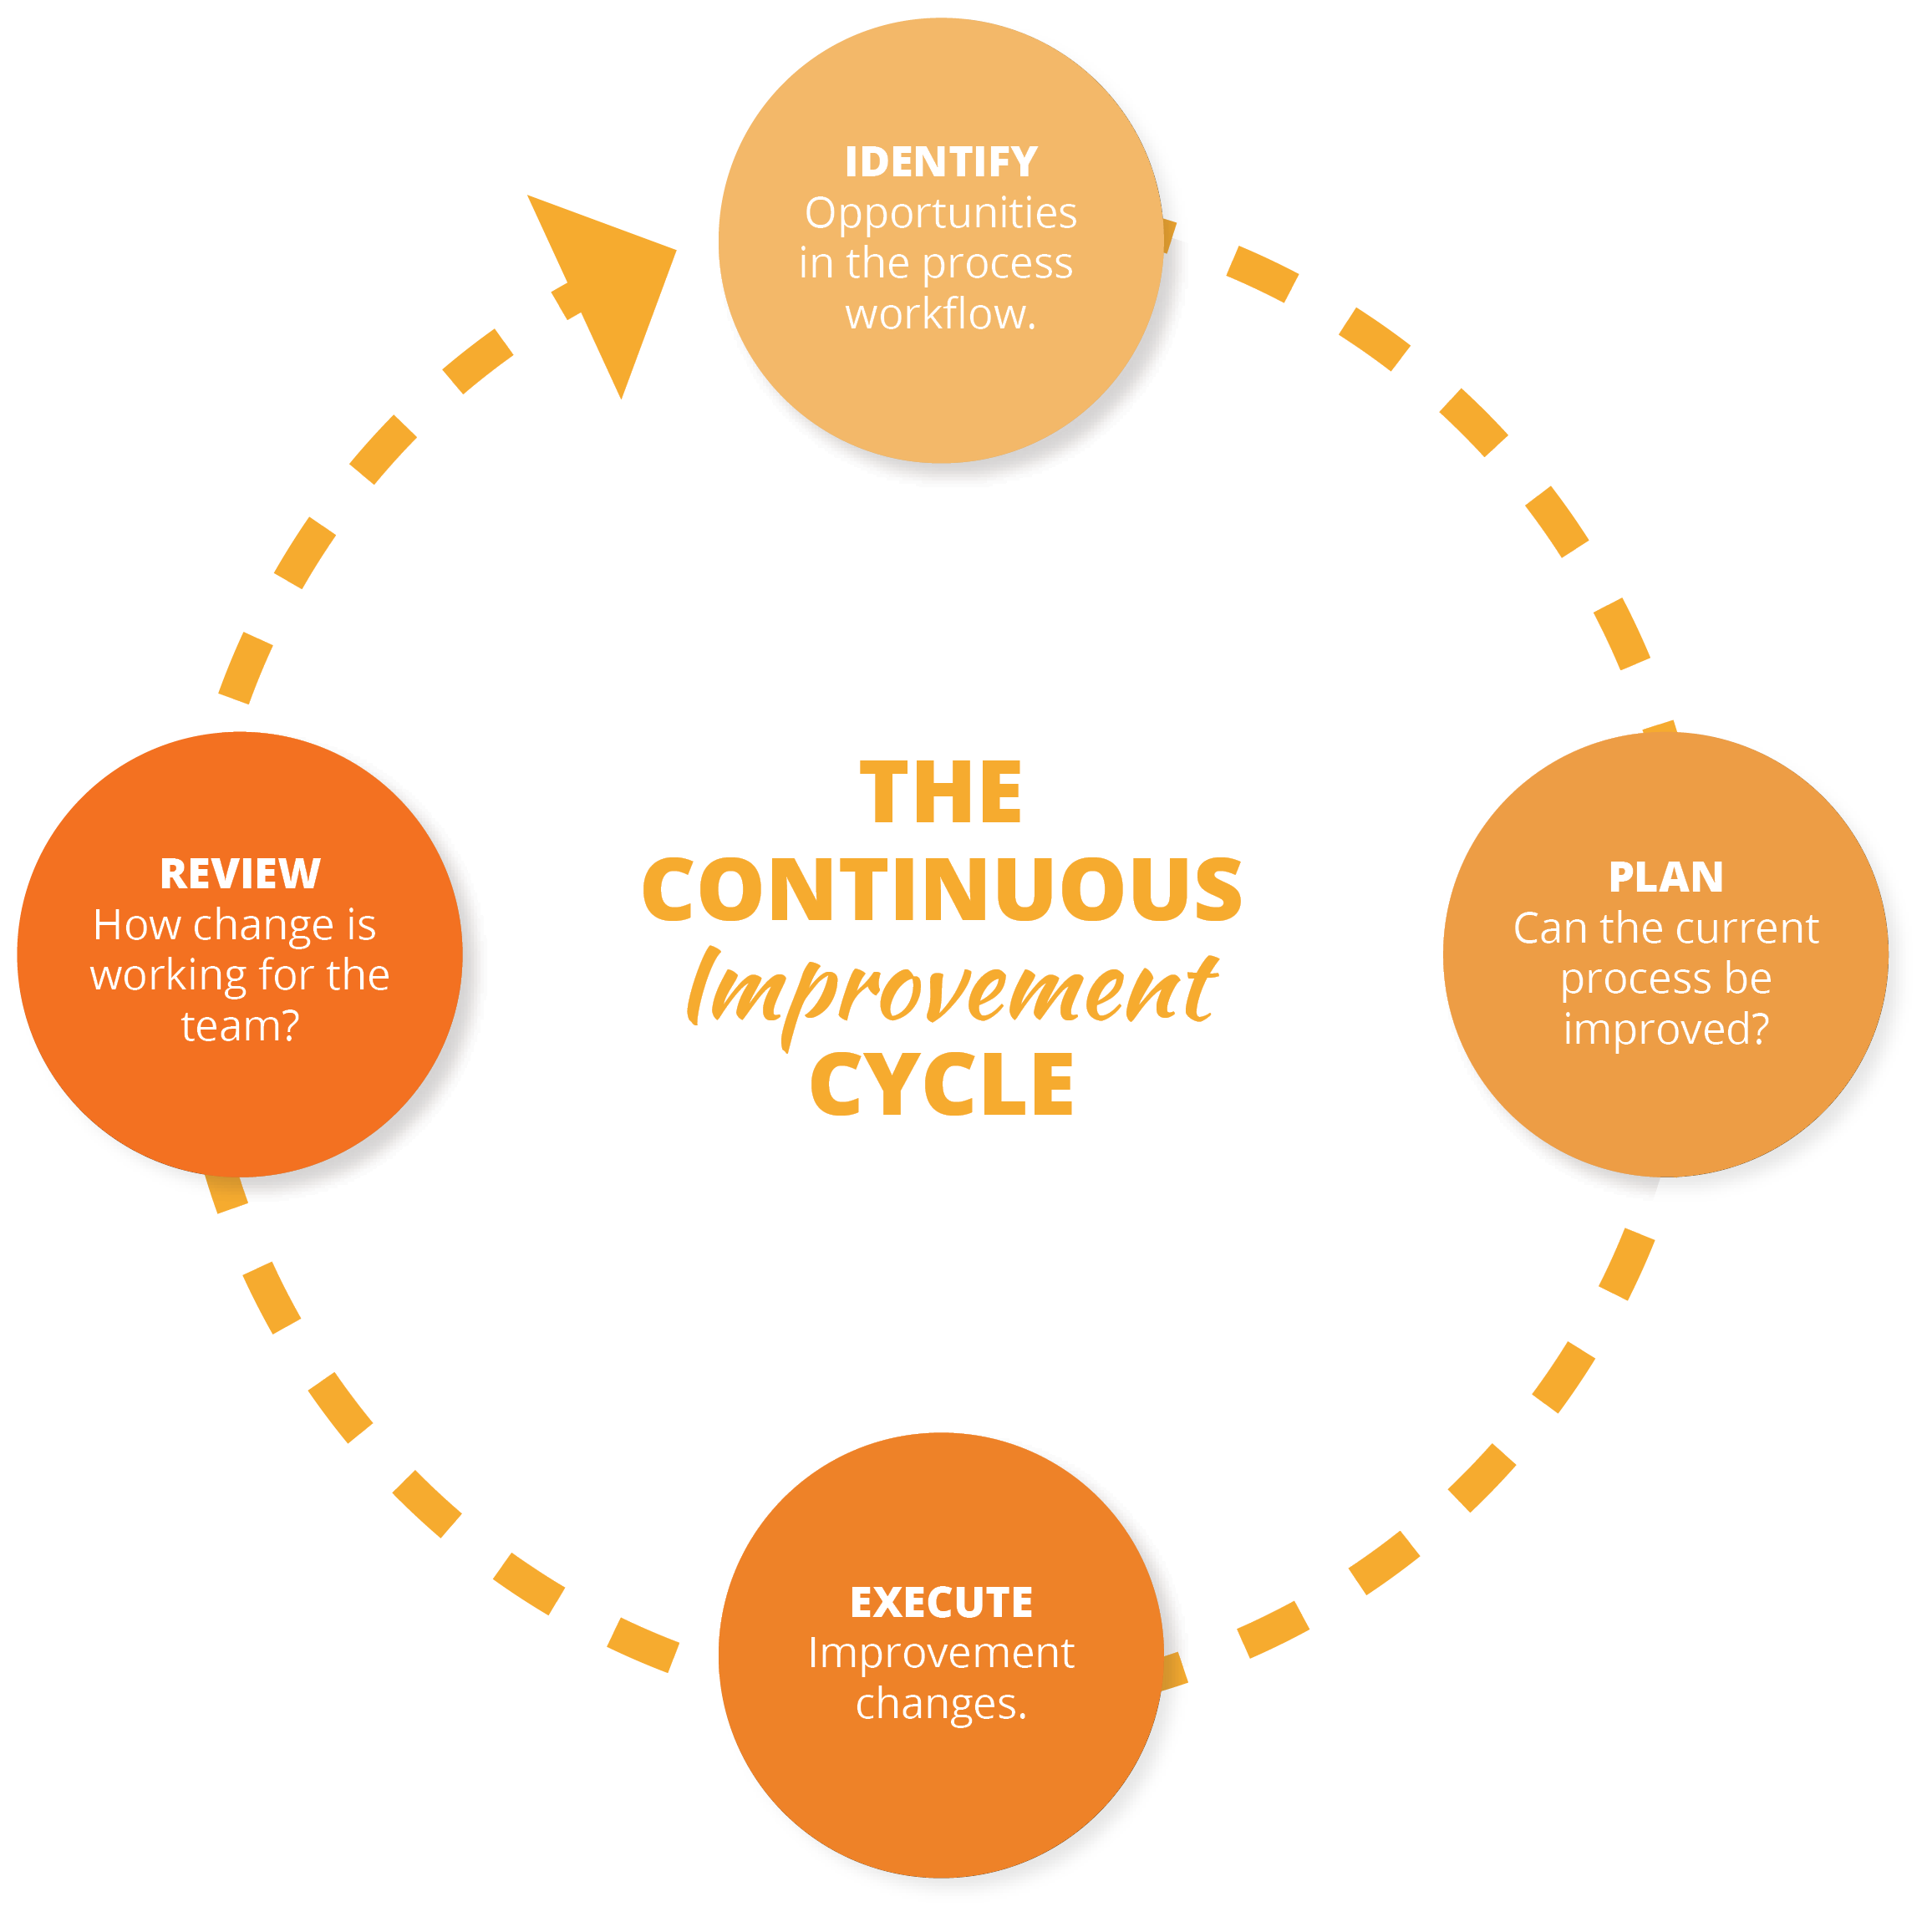 IDENTIFY
Opportunities
in the process
workflow.
REVIEW
How change is
working for the
team?
THE
CONTINUOUS
Improvement
CYCLE
PLAN
Can the current
process be
improved?
EXECUTE
Improvement
changes.